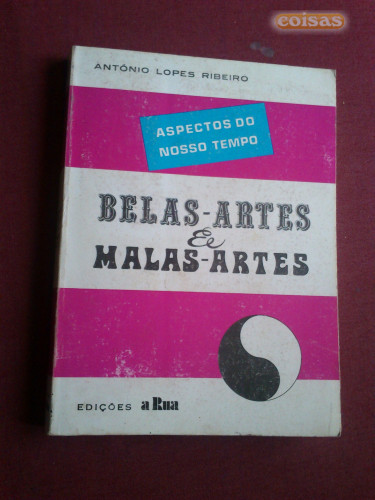 coisas
ANTÓNIO LOPES RIBEIRO
ASPECTOS DO
NOSSO TEMPO
BELAS-ARTES
&
MALAS-ARTES
EDIÇÕES a Rua